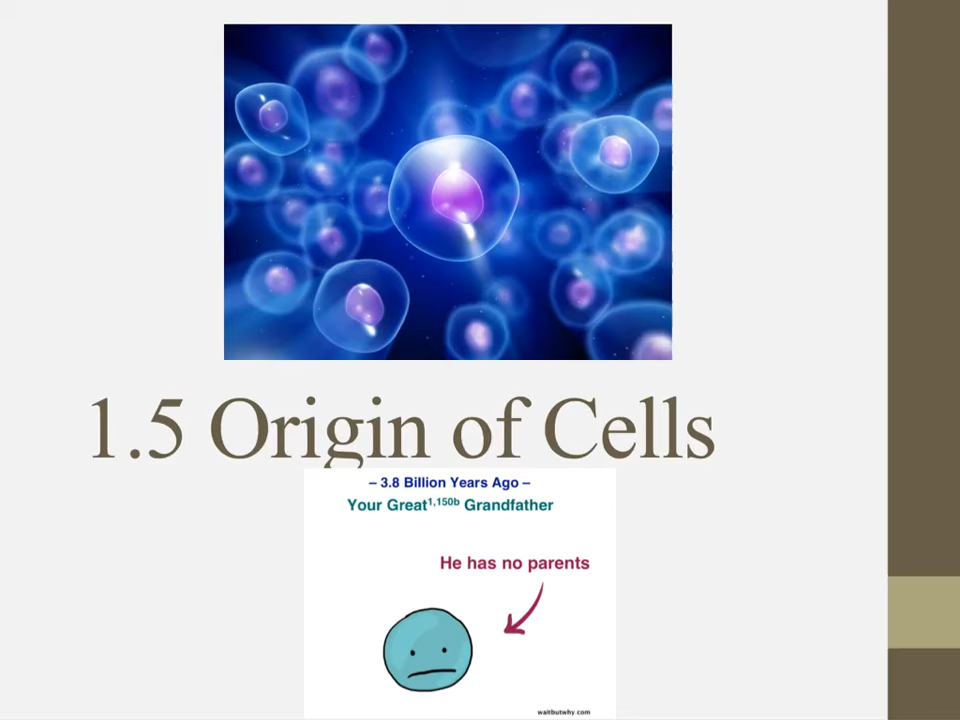 1.5 Origin of Cells
– 3.8 Billion Years Ago –
Your Great1,150b Grandfather
He has no parents
waitbutwhy.com